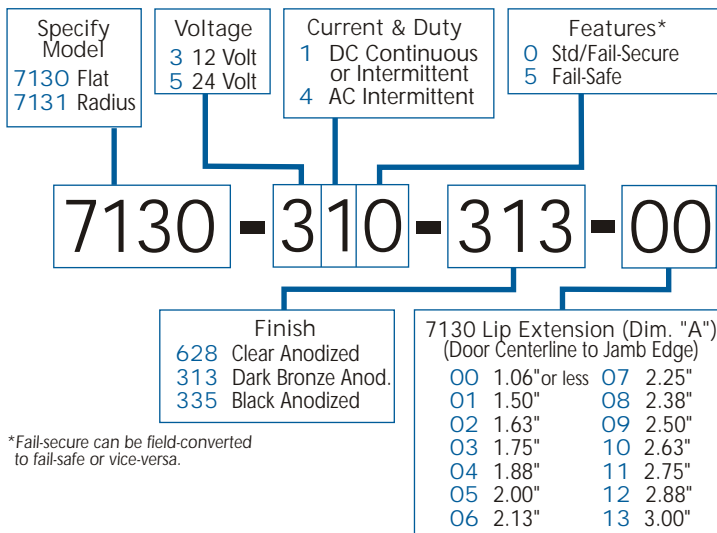 Specify
Model
7130 Flat
7131 Radius
Voltage
3 12 Volt
5 24 Volt
Current & Duty
1 DC Continuous
or Intermittent
4 AC Intermittent
Features*
0 Std/Fail-Secure
5 Fail-Safe
7130-310-313-00
Finish
628 Clear Anodized
313 Dark Bronze Anod.
335 Black Anodized
*Fail-secure can be field-converted
to fail-safe or vice-versa.
7130 Lip Extension (Dim. "A")
(Door Centerline to Jamb Edge)
00 1.06"or less 07 2.25"
01 1.50" 08 2.38"
02 1.63" 09 2.50"
03 1.75" 10 2.63"
04 1.88" 11 2.75"
05 2.00" 12 2.88"
06 2.13" 13 3.00"